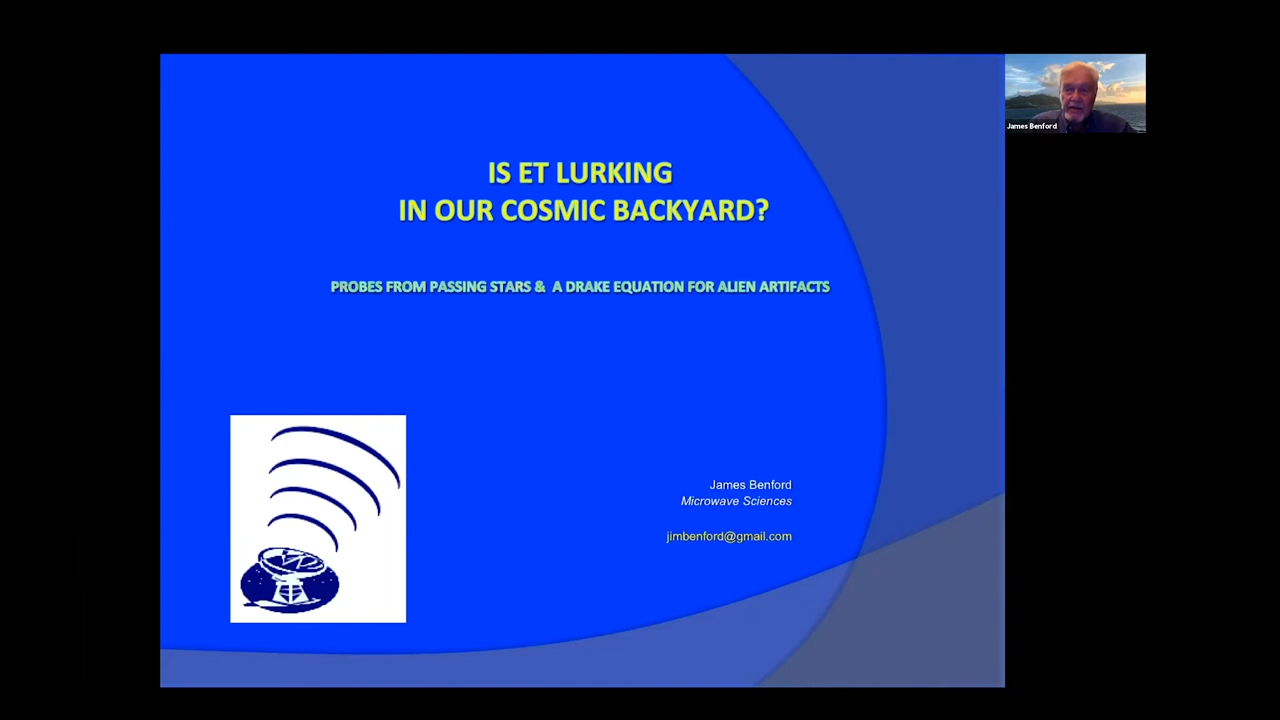 IS ET LURKING
IN OUR COSMIC BACKYARD?
PROBES FROM PASSING STARS & A DRAKE EQUATION FOR ALIEN ARTIFACTS
James Benford
Microwave Sciences
jimbenford@gmail.com
James Benford